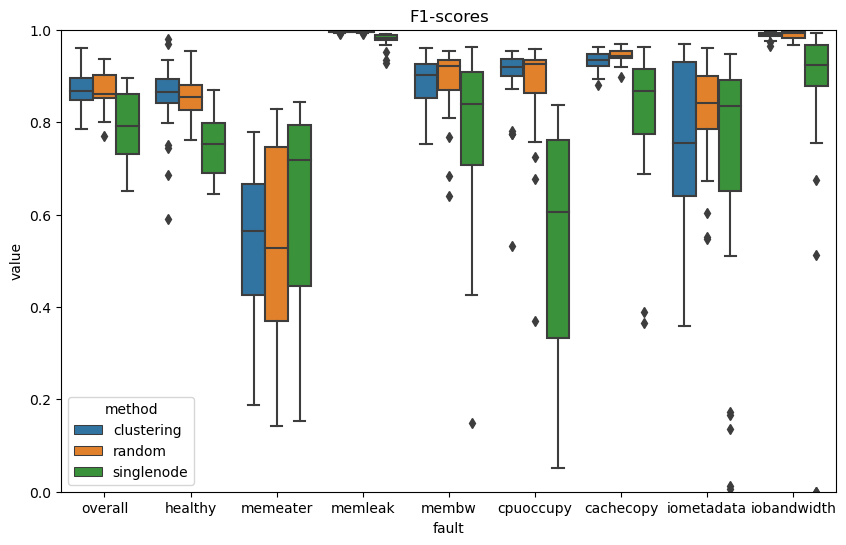 F1-scores
1.0
0.8
0.6
0.4
0.2
0.0
value
method
clustering
random
singlenode
overall healthy memeater memleak membw cpuoccupy cachecopy iometadata iobandwidth
fault